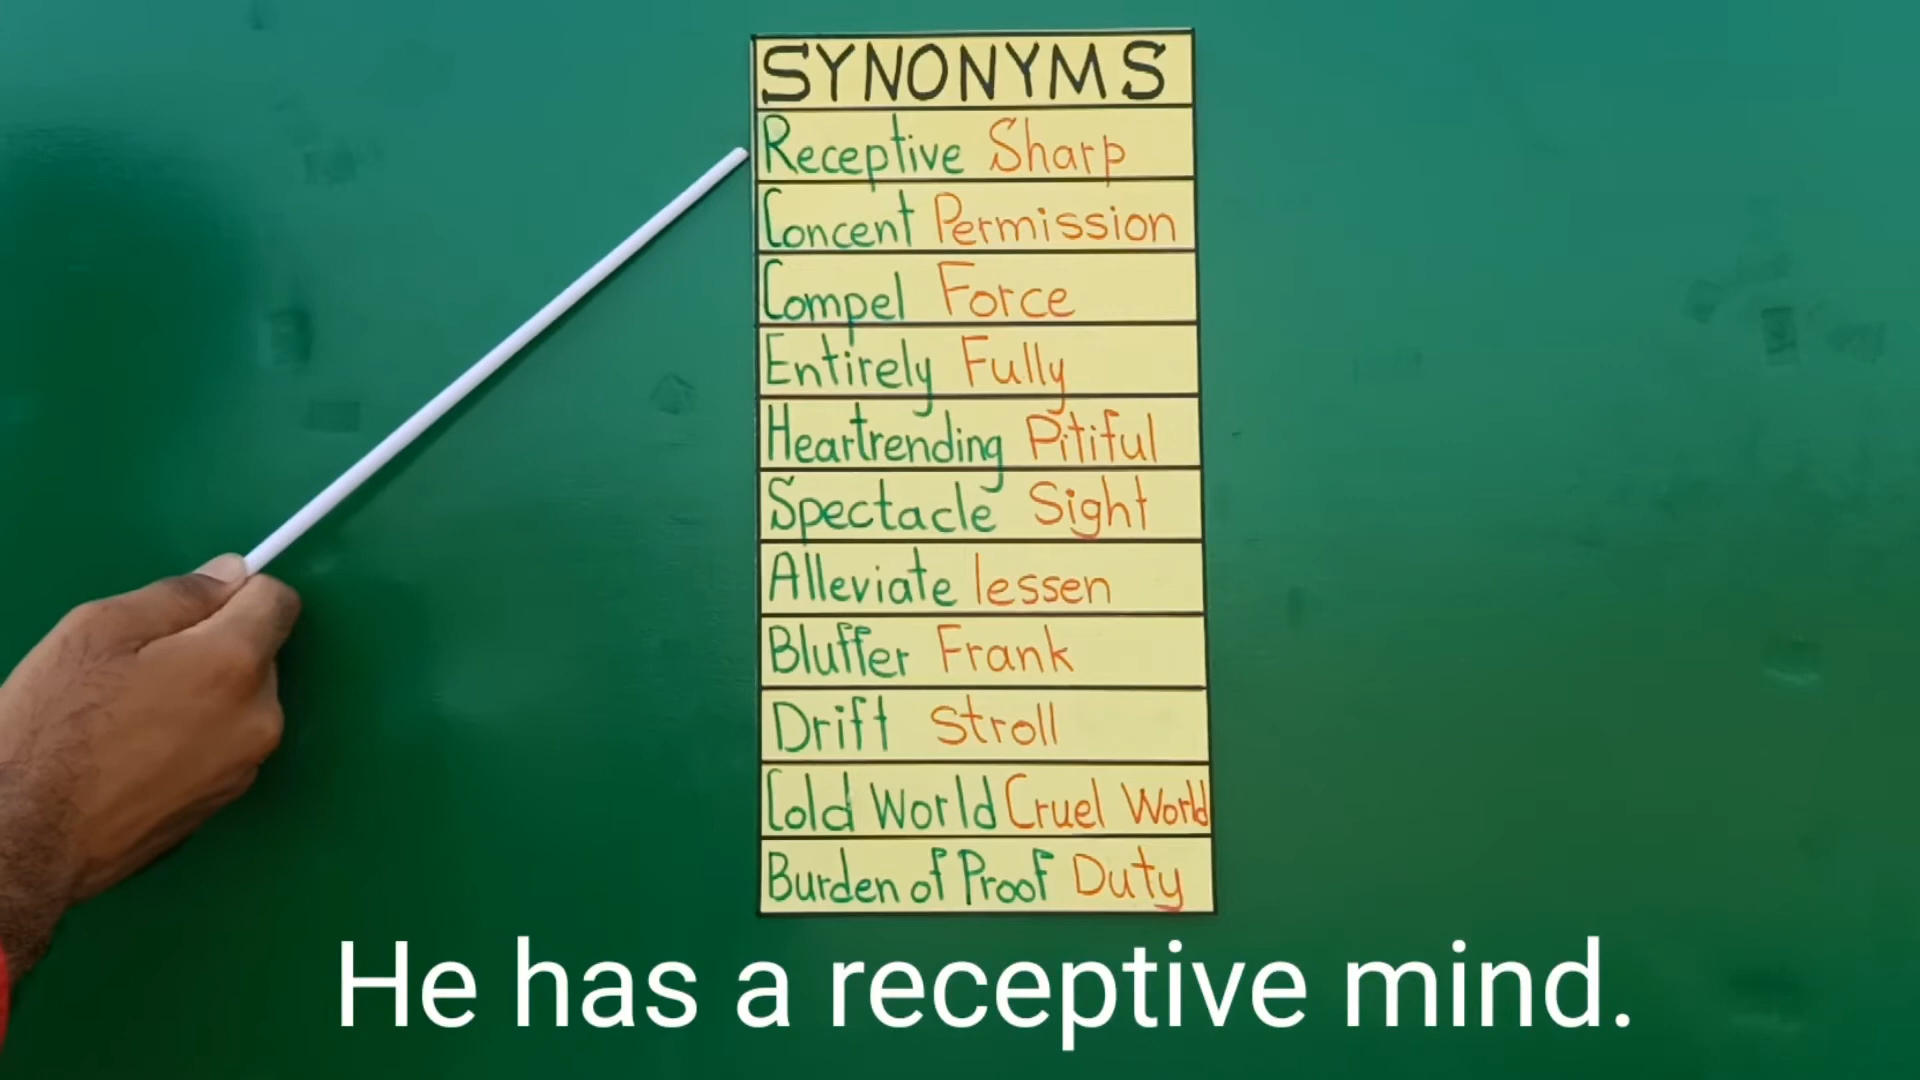 SYNONYMS
Receptive Sharp
Concent Permission
Compel Force
Entirely Fully
Heartrending Pitiful
Spectacle Sight
Alleviate lessen
Bluffer Frank
Drift Stroll
Cold World Cruel World
Burden of Proof Duty
He has a receptive mind.